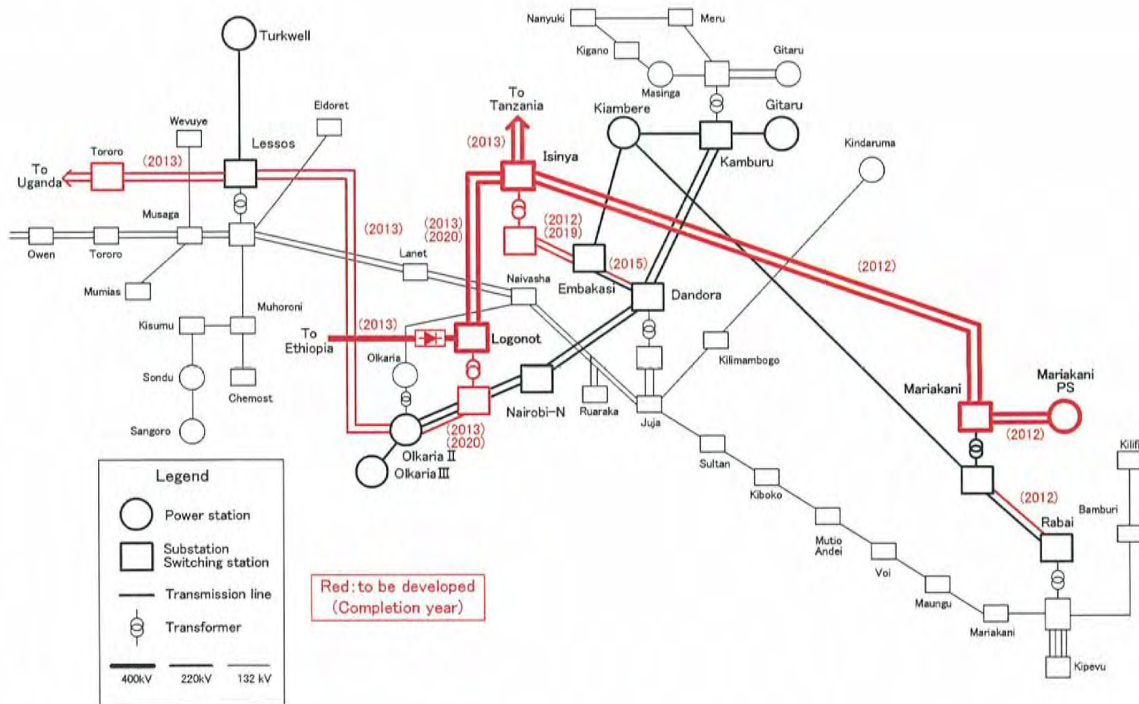 Turkwell
Nanyuki
Meru
Kigano
Gitaru
Masinga
Eldoret
Wevuye
To
Tanzania
Kiambere
Gitaru
(2013)
Lessos
Tororo
(2013)
To
Uganda
Isinya
Kamburu
Kindaruma
Musaga
(2013)
(2020)
(2012)
(2019)
(2013)
Owen
Tororo
Lanet
(2015)
(2012)
Naivasha
Embakasi
Dandora
Mumias
Muhoroni
Kisumu
To
Ethiopia
(2013)
Logonot
Olkaria
Kilimambogo
Sondu
Chemost
Nairobi-N
Ruaraka
Juja
Mariakani
Mariakani
PS
(2012)
Sangoro
(2013)
(2020)
Olkaria Ⅱ
Olkaria Ⅲ
Sultan
Kiboko
Kilifi
Bamburi
(2012)
Rabai
Mutio
Andei
Voi
Maungu
Mariakani
Kipevu
Legend
Power station
Substation
Switching station
Transmission line
Transformer
400kV 220kV 132 kV
Red:to be developed
(Completion year)